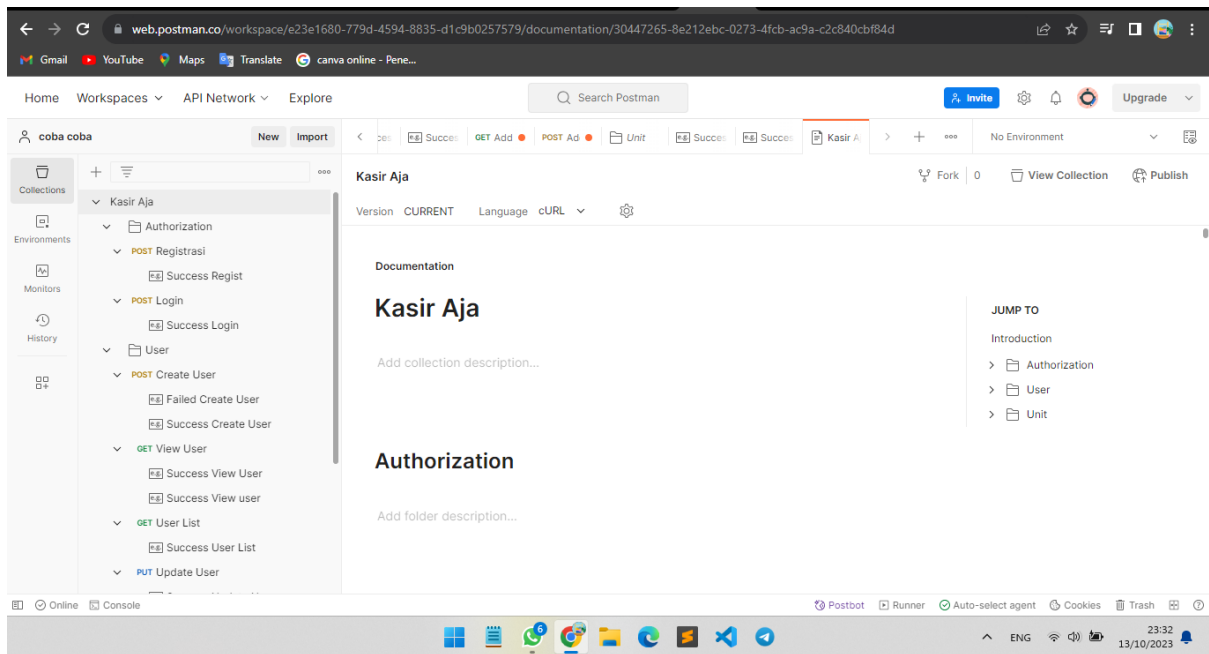 web.postman.co/workspace/e23e1680-779d-4594-8835-d1c9b0257579/documentation/30447265-8e212ebc-0273-4fcb-ac9a-c2c840cbf84d
Gmail YouTube Maps Translate canva online - Pene...
Home Workspaces API Network Explore Search Postman Invite Upgrade
coba coba New Import Succes GET Add POST Ad Unit Succes Succes Kasir A No Environment
Collections
Environments
Monitors
History
Kasir Aja
Authorization
POST Registrasi
e.g. Success Regist
POST Login
e.g. Success Login
User
POST Create User
e.g. Failed Create User
e.g. Success Create User
GET View User
e.g. Success View User
e.g. Success View user
GET User List
e.g. Success User List
PUT Update User
Kasir Aja Fork 0 View Collection Publish
Version CURRENT Language cURL
Documentation
Kasir Aja
Add collection description...
Authorization
Add folder description...
JUMP TO
Introduction
Authorization
User
Unit
Online Console Postbot Runner Auto-select agent Cookies Trash
6
ENG 23:32
13/10/2023